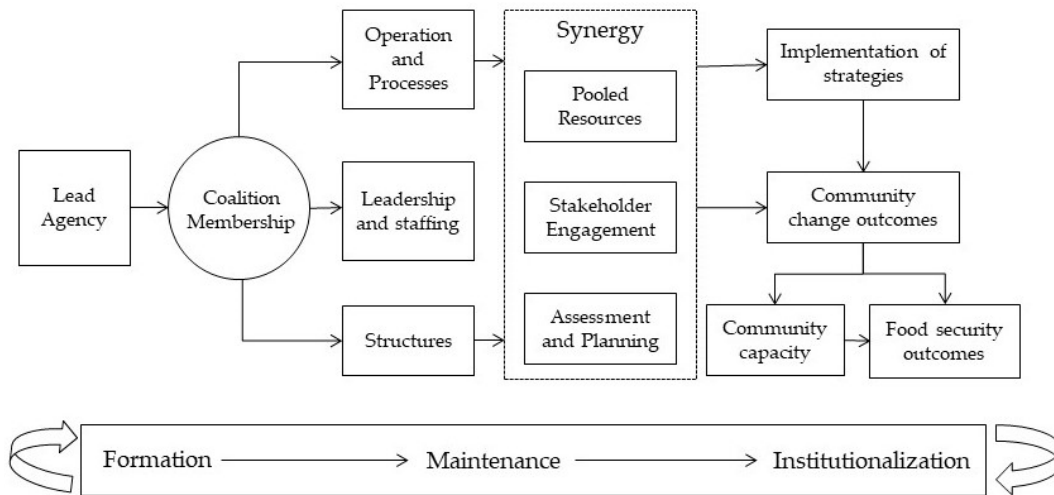 Lead
Agency
Coalition
Membership
Operation
and
Processes
Leadership
and staffing
Structures
Synergy
Pooled
Resources
Stakeholder
Engagement
Assessment
and Planning
Implementation of
strategies
Community
change outcomes
Community
capacity
Food security
outcomes
Formation
Maintenance
Institutionalization